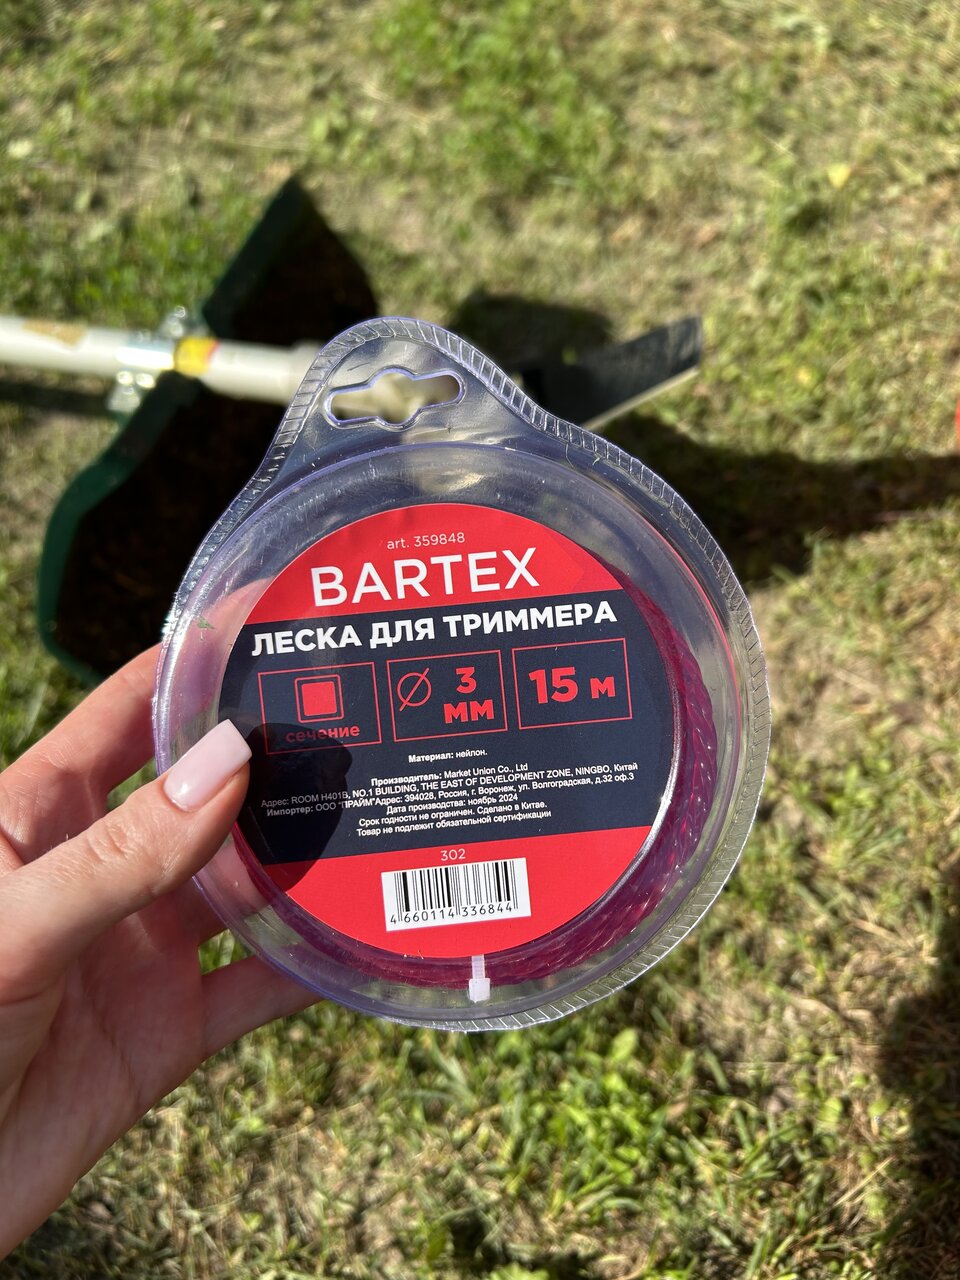 art. 359848
BARTEX
ЛЕСКА ДЛЯ ТРИММЕРА
сечение
3
мм
15 м
Материал: нейлон.
Производитель: Market Union Co., Ltd
Адрес: ROOM H401B, NO.1 BUILDING, THE EAST OF DEVELOPMENT ZONE, NINGBO, Китай
Импортер: ООО "ПРАЙМ"Адрес: 394028, Россия, г. Воронеж, ул. Волгоградская, д.32 оф.3
Дата производства: ноябрь 2024
Срок годности не ограничен. Сделано в Китае.
Товар не подлежит обязательной сертификации
302
4 660114 336844